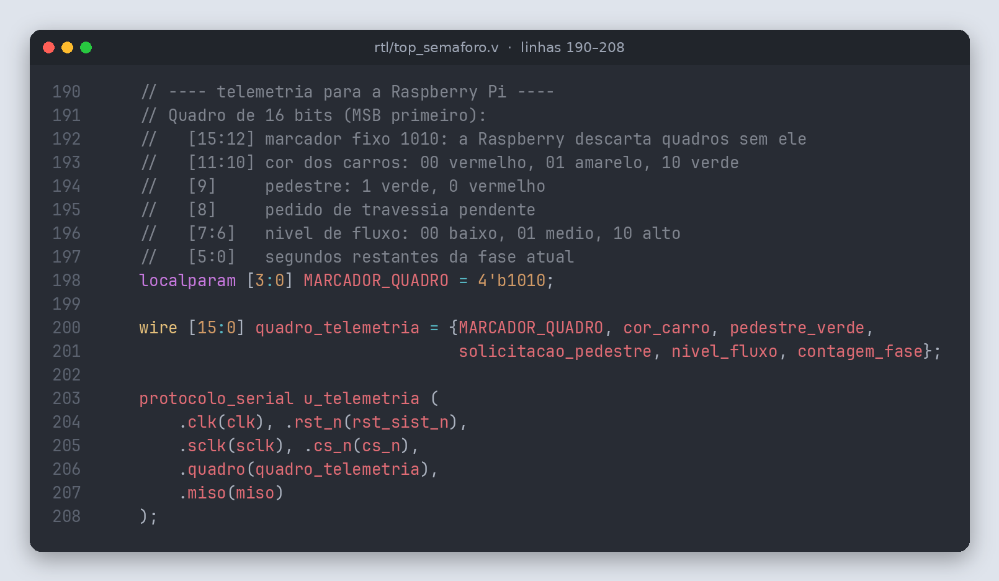 rtl/top_semaforo.v · linhas 190–208
190 // ---- telemetria para a Raspberry Pi ----
191 // Quadro de 16 bits (MSB primeiro):
192 //   [15:12] marcador fixo 1010: a Raspberry descarta quadros sem ele
193 //   [11:10] cor dos carros: 00 vermelho, 01 amarelo, 10 verde
194 //   [9]     pedestre: 1 verde, 0 vermelho
195 //   [8]     pedido de travessia pendente
196 //   [7:6]   nivel de fluxo: 00 baixo, 01 medio, 10 alto
197 //   [5:0]   segundos restantes da fase atual
198 localparam [3:0] MARCADOR_QUADRO = 4'b1010;
199
200 wire [15:0] quadro_telemetria = {MARCADOR_QUADRO, cor_carro, pedestre_verde,
201                                  solicitacao_pedestre, nivel_fluxo, contagem_fase};
202
203 protocolo_serial u_telemetria (
204     .clk(clk), .rst_n(rst_sist_n),
205     .sclk(sclk), .cs_n(cs_n),
206     .quadro(quadro_telemetria),
207     .miso(miso)
208 );